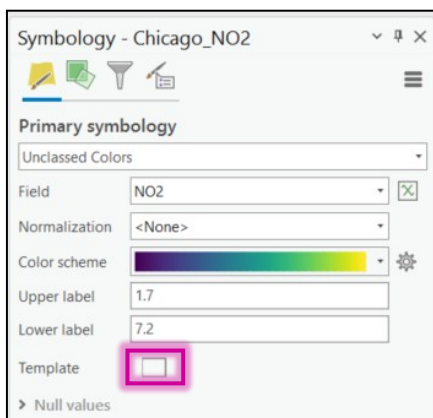 Symbology - Chicago_NO2
Primary symbology
Unclassed Colors
Field NO2
Normalization <None>
Color scheme
Upper label 1.7
Lower label 7.2
Template
Null values